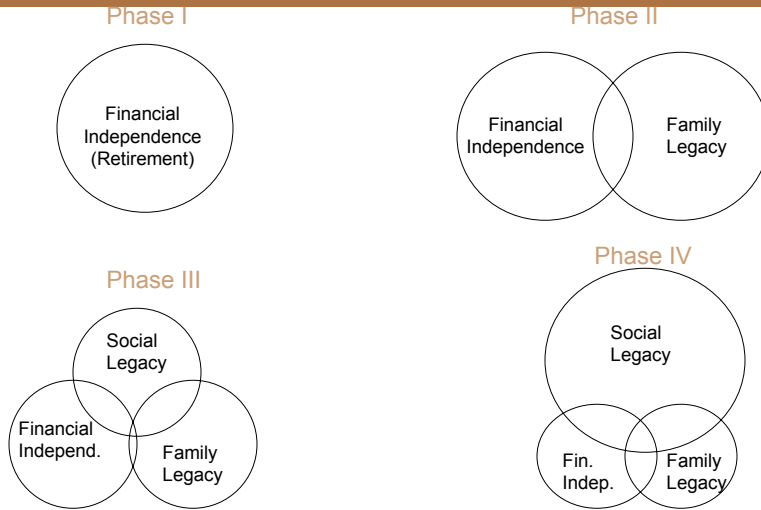 Phase I
Financial
Independence
(Retirement)
Phase II
Financial
Independence
Family
Legacy
Phase III
Social
Legacy
Financial
Independ.
Family
Legacy
Phase IV
Social
Legacy
Fin.
Indep.
Family
Legacy